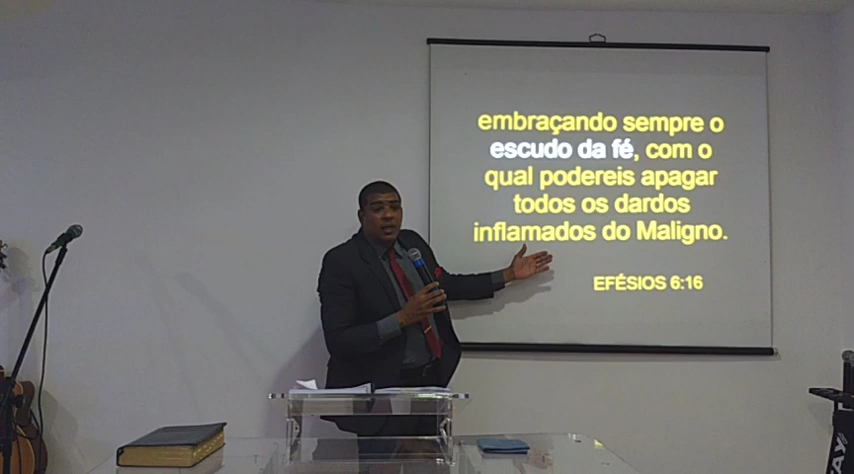 embraçando sempre o
escudo da fé, com o
qual podereis apagar
todos os dardos
inflamados do Maligno.
EFÉSIOS 6:16